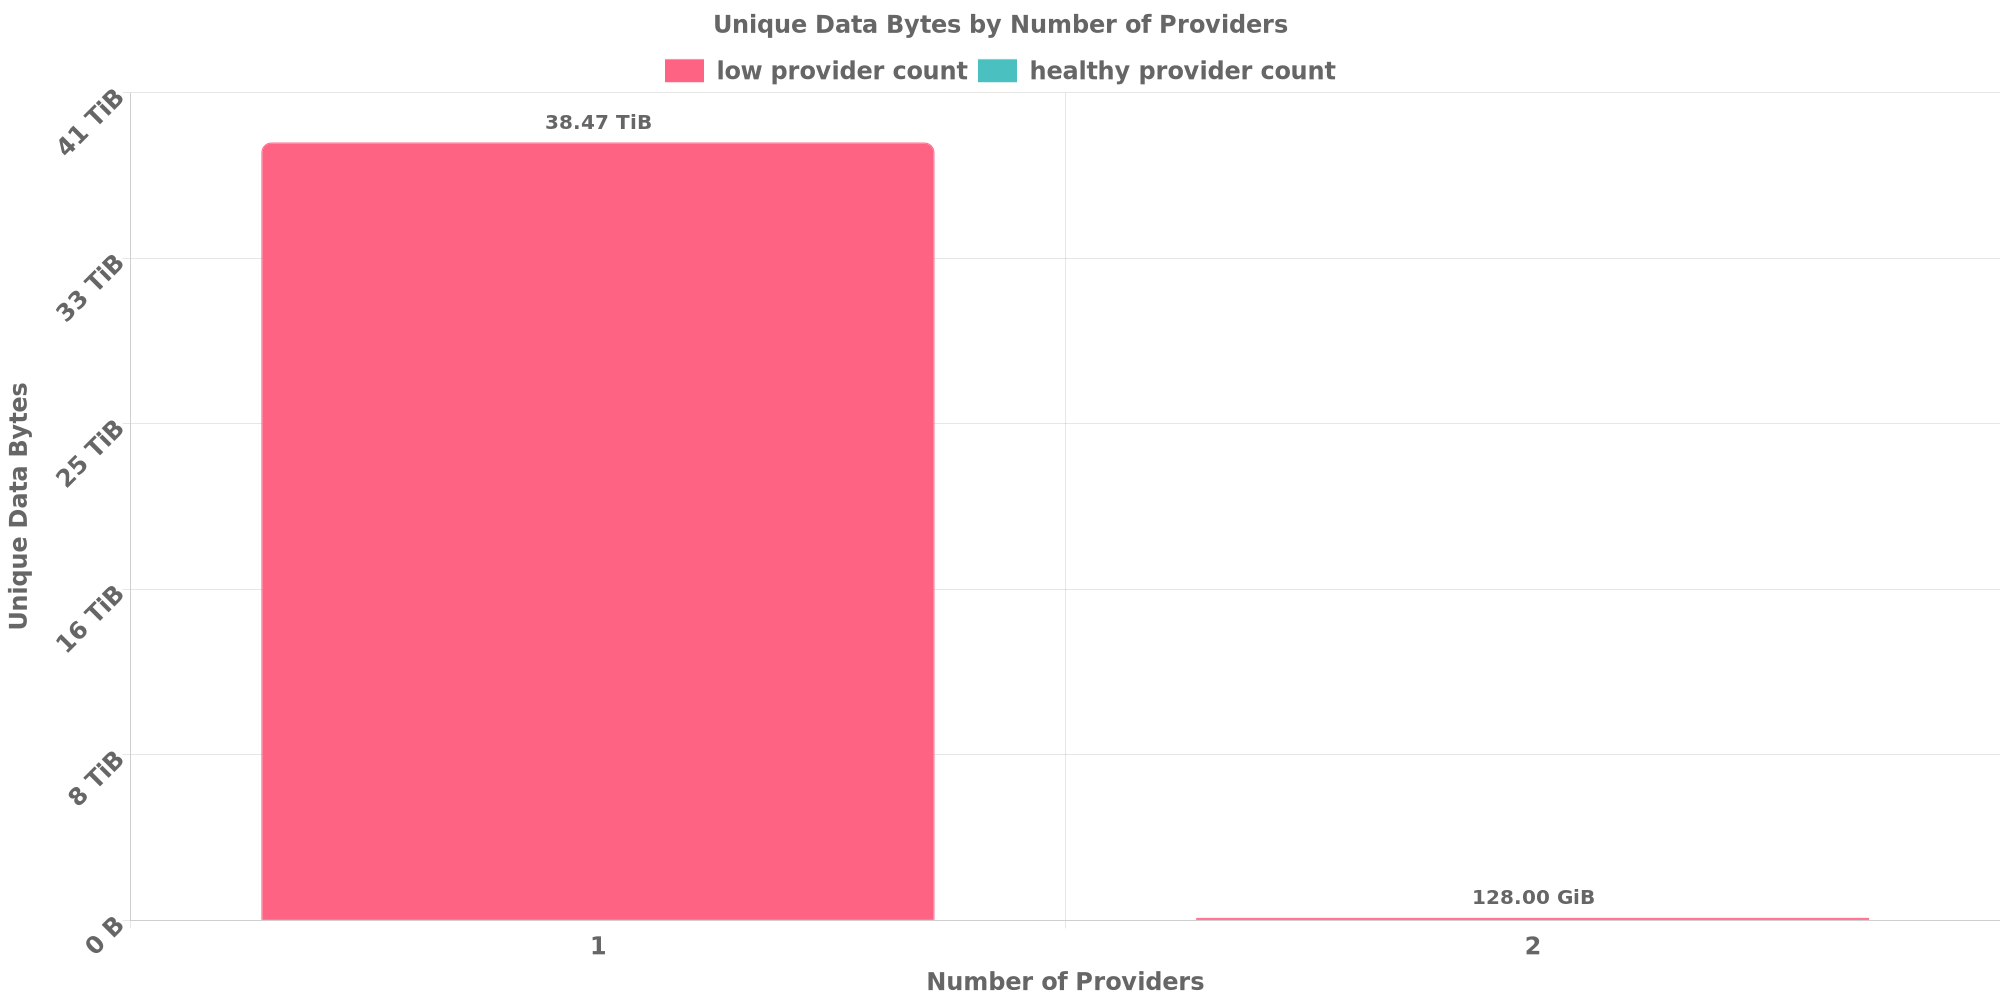 Unique Data Bytes by Number of Providers
low provider count healthy provider count
41 TiB
38.47 TiB
33 TiB
25 TiB
16 TiB
8 TiB
0 B
128.00 GiB
Unique Data Bytes
1 2
Number of Providers